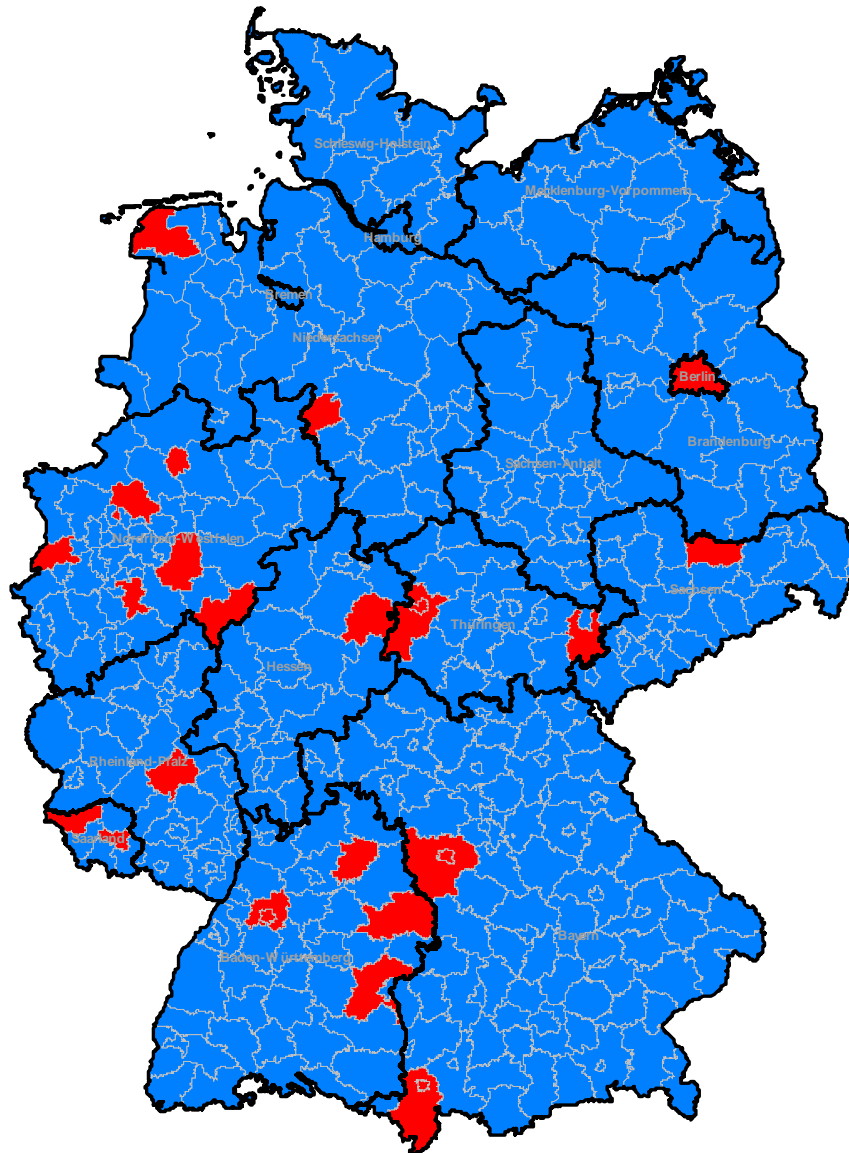 Schleswig-Holstein
Mecklenburg-Vorpommern
Hamburg
Bremen
Niedersachsen
Berlin
Brandenburg
Sachsen-Anhalt
Nordrhein-Westfalen
Sachsen
Thüringen
Hessen
Rheinland-Pfalz
Saarland
Bayern
Baden-Württemberg